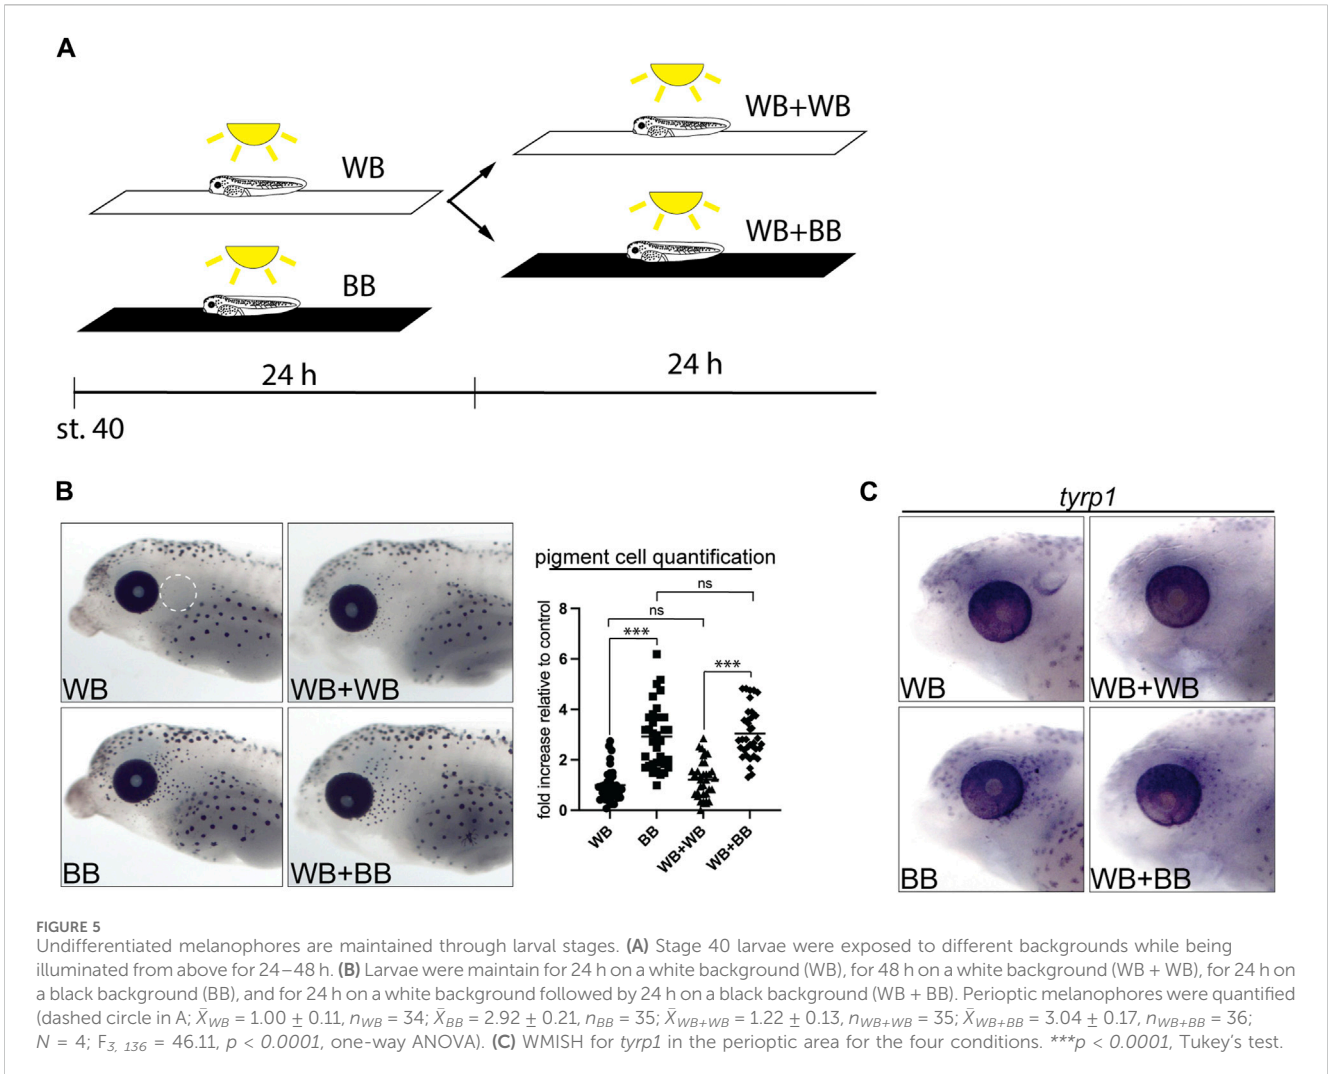 A
WB
BB
WB+WB
WB+BB
24 h
24 h
st. 40
B
WB
WB+WB
BB
WB+BB
pigment cell quantification
fold increase relative to control
8
6
4
2
0
ns
ns
***
***
WB
BB
WB+WB
WB+BB
C
tyrp1
WB
WB+WB
BB
WB+BB
FIGURE 5
Undifferentiated melanophores are maintained through larval stages. (A) Stage 40 larvae were exposed to different backgrounds while being
illuminated from above for 24–48 h. (B) Larvae were maintain for 24 h on a white background (WB), for 48 h on a white background (WB + WB), for 24 h on
a black background (BB), and for 24 h on a white background followed by 24 h on a black background (WB + BB). Perioptic melanophores were quantified
(dashed circle in A; X̄WB = 1.00 ± 0.11, nWB = 34; X̄BB = 2.92 ± 0.21, nBB = 35; X̄WB+WB = 1.22 ± 0.13, nWB+WB = 35; X̄WB+BB = 3.04 ± 0.17, nWB+BB = 36;
N = 4; F3, 136 = 46.11, p < 0.0001, one-way ANOVA). (C) WMISH for tyrp1 in the perioptic area for the four conditions. ***p < 0.0001, Tukey's test.